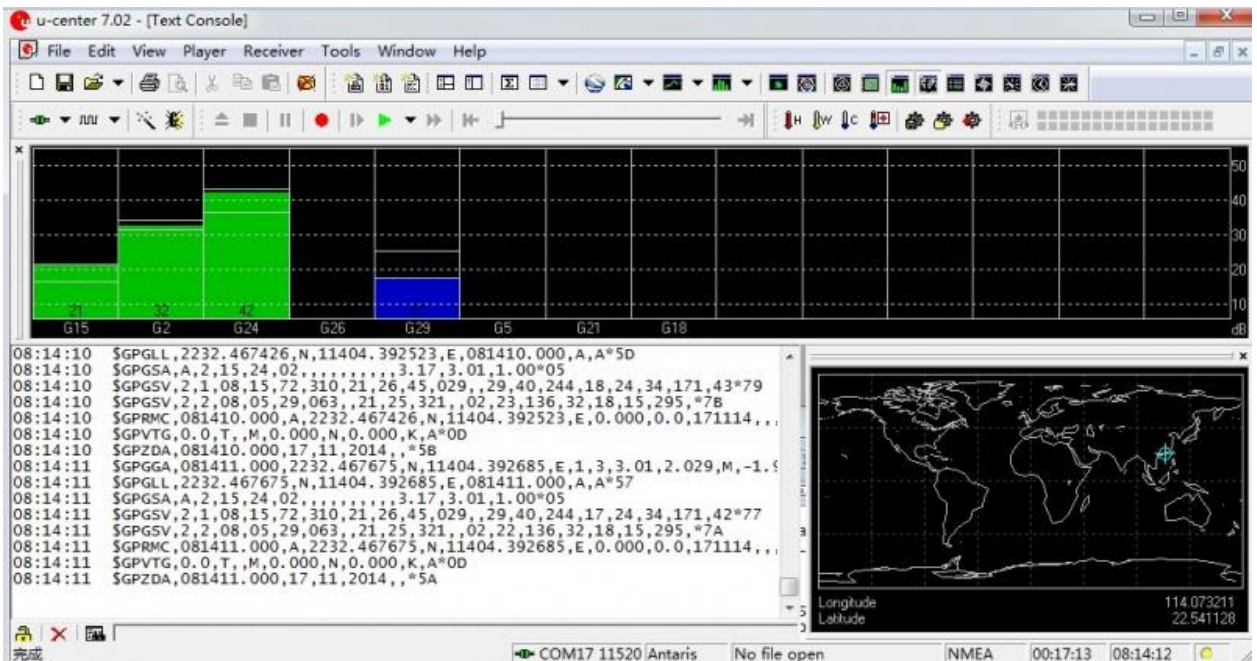 u-center 7.02 - [Text Console]
File Edit View Player Receiver Tools Window Help
50
40
30
20
10
dB
21 32 42
G15 G2 G24 G26 G29 G5 G21 G18
08:14:10 $GPGLL,2232.467426,N,11404.392523,E,081410.000,A,A*5D
08:14:10 $GPGSA,A,2,15,24,02,,,,,,,,,,3.17,3.01,1.00*05
08:14:10 $GPGSV,2,1,08,15,72,310,21,26,45,029,,29,40,244,18,24,34,171,43*79
08:14:10 $GPGSV,2,2,08,05,29,063,,21,25,321,,02,23,136,32,18,15,295,*7B
08:14:10 $GPRMC,081410.000,A,2232.467426,N,11404.392523,E,0.000,0.0,171114,,,
08:14:10 $GPVTG,0.0,T,,M,0.000,N,0.000,K,A*0D
08:14:10 $GPZDA,081410.000,17,11,2014,,*5B
08:14:11 $GPGGA,081411.000,2232.467675,N,11404.392685,E,1,3,3.01,2.029,M,-1.9
08:14:11 $GPGLL,2232.467675,N,11404.392685,E,081411.000,A,A*57
08:14:11 $GPGSA,A,2,15,24,02,,,,,,,,,,3.17,3.01,1.00*05
08:14:11 $GPGSV,2,1,08,15,72,310,21,26,45,029,,29,40,244,17,24,34,171,42*77
08:14:11 $GPGSV,2,2,08,05,29,063,,21,25,321,,02,22,136,32,18,15,295,*7A
08:14:11 $GPRMC,081411.000,A,2232.467675,N,11404.392685,E,0.000,0.0,171114,,,
08:14:11 $GPVTG,0.0,T,,M,0.000,N,0.000,K,A*0D
08:14:11 $GPZDA,081411.000,17,11,2014,,*5A
Longitude 114.073211
Latitude 22.541128
完成 COM17 11520 Antaris No file open NMEA 00:17:13 08:14:12